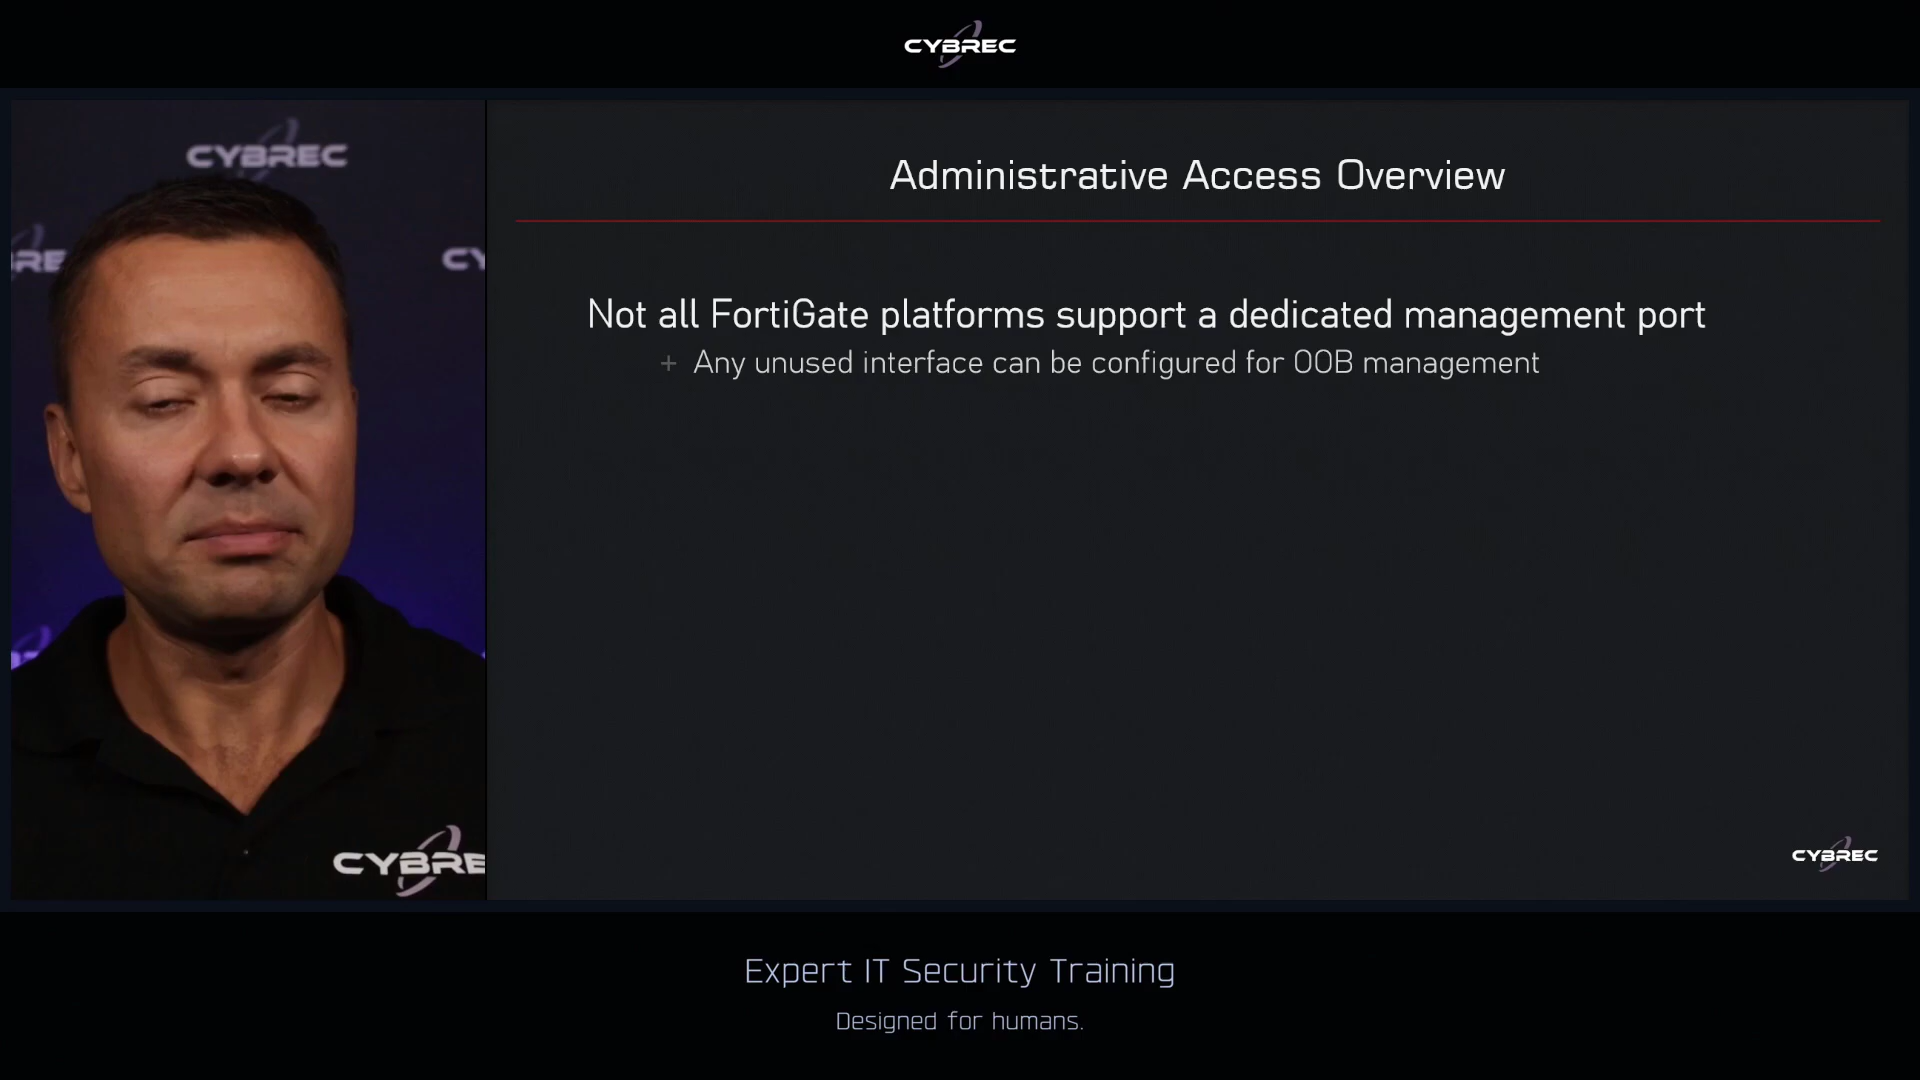 CYBREC
CYBREC
REC
CY
CYBRE
Administrative Access Overview
Not all FortiGate platforms support a dedicated management port
+ Any unused interface can be configured for OOB management
CYBREC
Expert IT Security Training
Designed for humans.